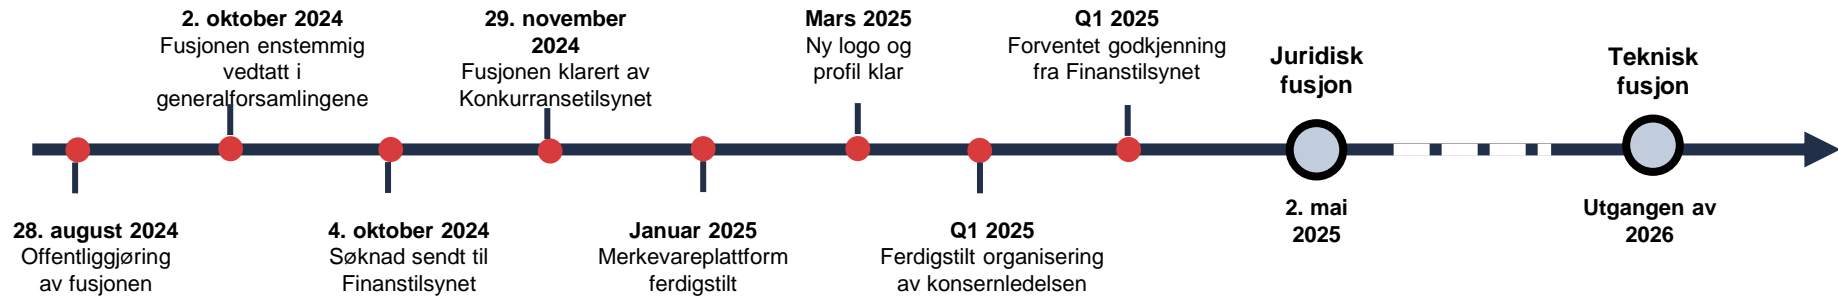 2. oktober 2024
Fusjonen enstemmig
vedtatt i
generalforsamlingene
29. november
2024
Fusjonen klarert av
Konkurransetilsynet
Mars 2025
Ny logo og
profil klar
Q1 2025
Forventet godkjenning
fra Finanstilsynet
Juridisk
fusjon
Teknisk
fusjon
28. august 2024
Offentliggjøring
av fusjonen
4. oktober 2024
Søknad sendt til
Finanstilsynet
Januar 2025
Merkevareplattform
ferdigstilt
Q1 2025
Ferdigstilt organisering
av konsernledelsen
2. mai
2025
Utgangen av
2026